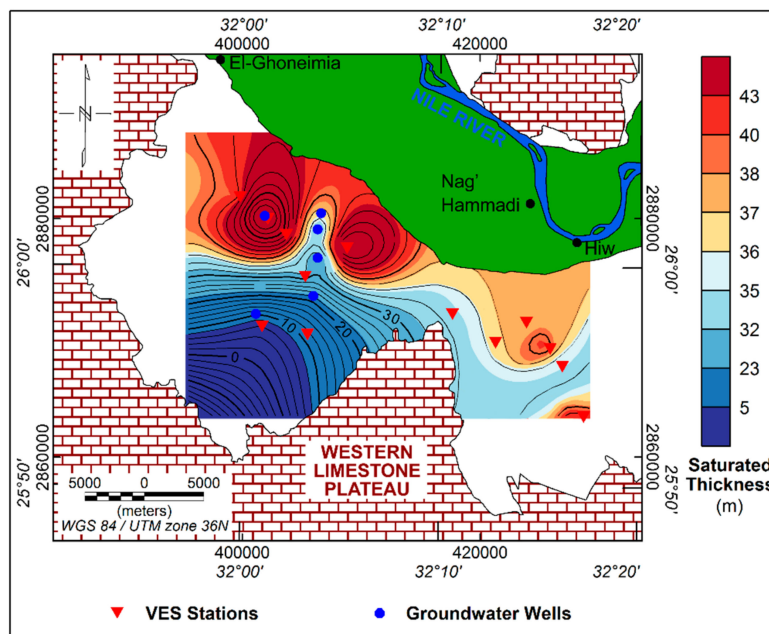 32°00'
32°10'
32°20'
400000
420000
El-Ghoneimia
N
NILE RIVER
Nag'
Hammadi
Hiw
2880000
26°00'
2880000
26°00'
10
20
30
0
WESTERN
LIMESTONE
PLATEAU
2860000
25°50'
2860000
25°50'
5000 0 5000
(meters)
WGS 84 / UTM zone 36N
400000
420000
32°00'
32°10'
32°20'
43
40
38
37
36
35
32
23
5
Saturated
Thickness
(m)
VES Stations
Groundwater Wells